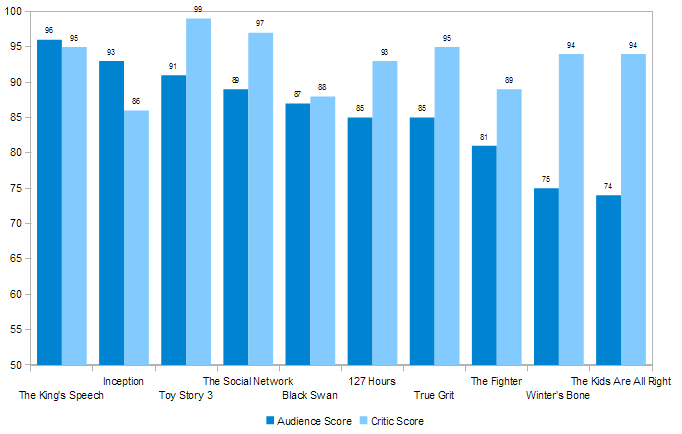 100
95
90
85
80
75
70
65
60
55
50
96
95
93
86
91
99
89
97
87
88
85
93
85
95
81
89
75
94
74
94
Inception
The Social Network
127 Hours
The Fighter
The Kids Are All Right
The King's Speech
Toy Story 3
Black Swan
True Grit
Winter's Bone
Audience Score
Critic Score